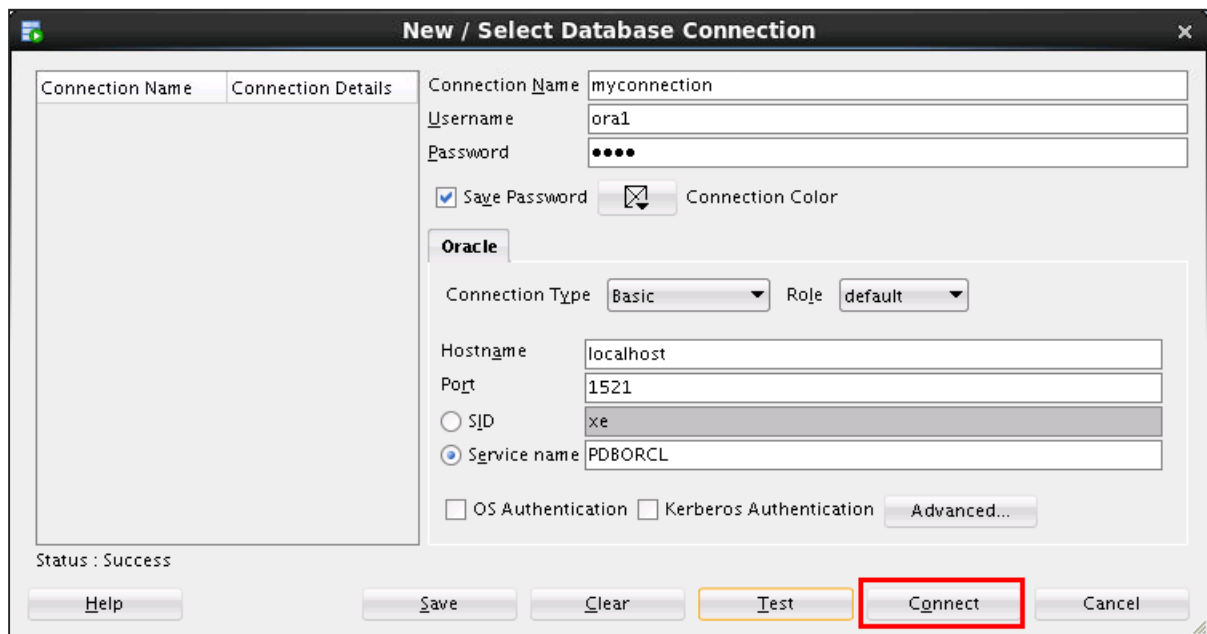 New / Select Database Connection
Connection Name Connection Details
Connection Name myconnection
Username ora1
Password ••••
Save Password Connection Color
Oracle
Connection Type Basic Role default
Hostname localhost
Port 1521
SID xe
Service name PDBORCL
OS Authentication Kerberos Authentication Advanced...
Status : Success
Help Save Clear Test Connect Cancel